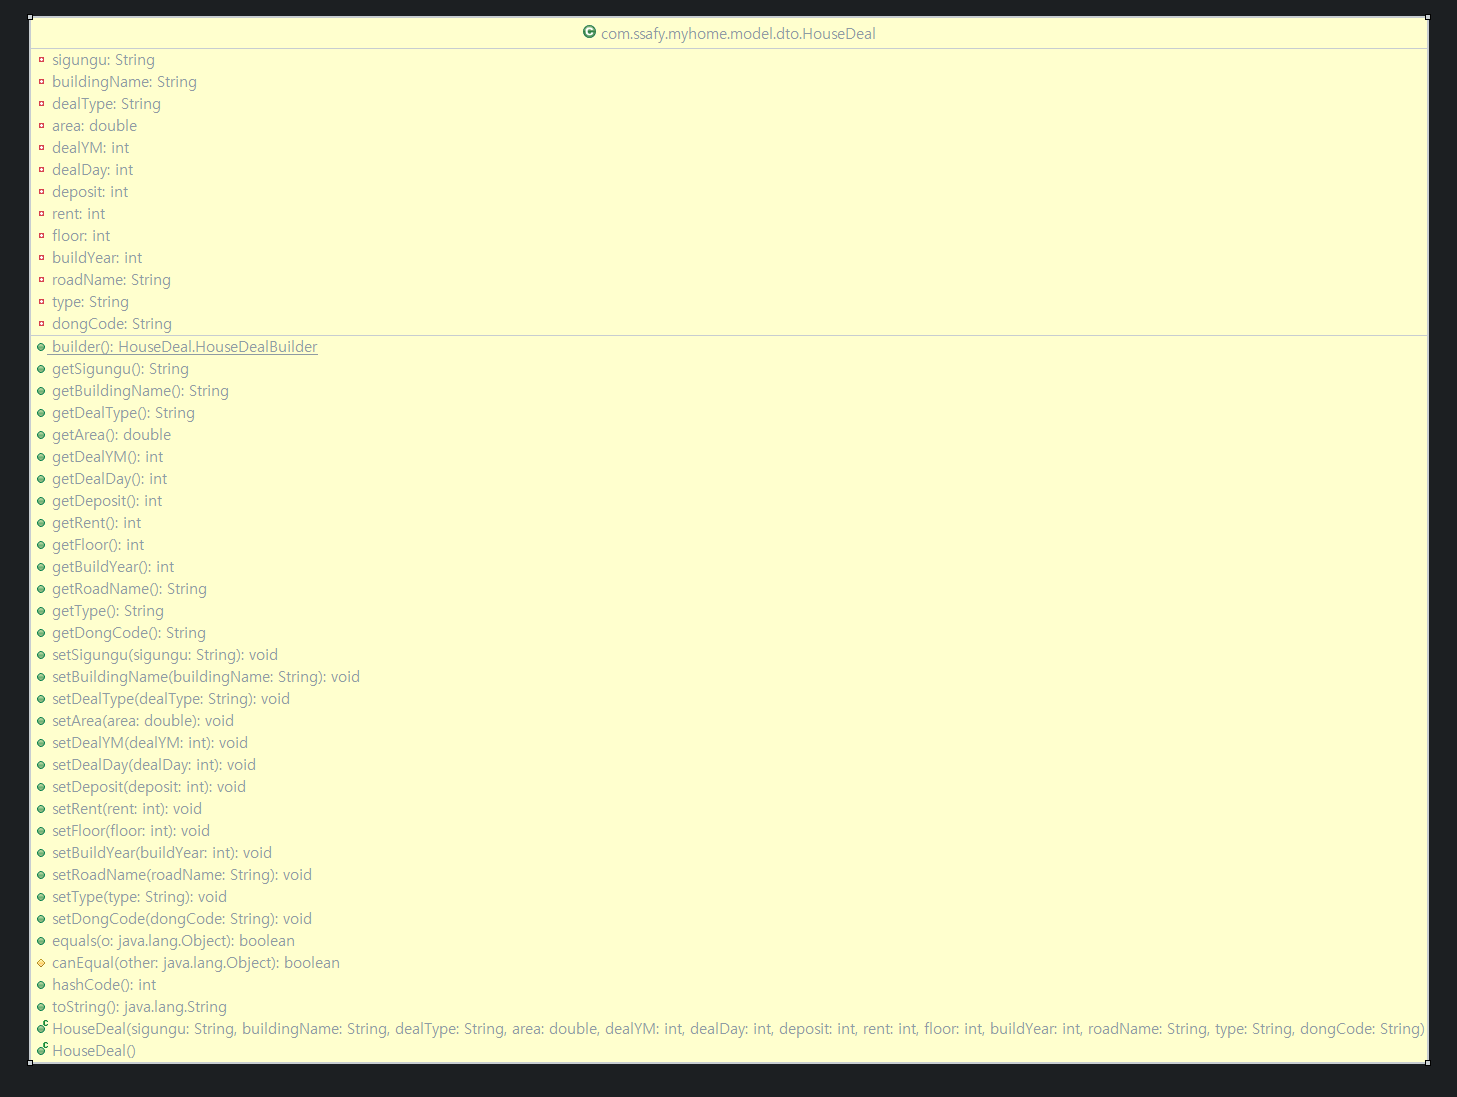 com.ssafy.myhome.model.dto.HouseDeal
sigungu: String
buildingName: String
dealType: String
area: double
dealYM: int
dealDay: int
deposit: int
rent: int
floor: int
buildYear: int
roadName: String
type: String
dongCode: String
builder(): HouseDeal.HouseDealBuilder
getSigungu(): String
getBuildingName(): String
getDealType(): String
getArea(): double
getDealYM(): int
getDealDay(): int
getDeposit(): int
getRent(): int
getFloor(): int
getBuildYear(): int
getRoadName(): String
getType(): String
getDongCode(): String
setSigungu(sigungu: String): void
setBuildingName(buildingName: String): void
setDealType(dealType: String): void
setArea(area: double): void
setDealYM(dealYM: int): void
setDealDay(dealDay: int): void
setDeposit(deposit: int): void
setRent(rent: int): void
setFloor(floor: int): void
setBuildYear(buildYear: int): void
setRoadName(roadName: String): void
setType(type: String): void
setDongCode(dongCode: String): void
equals(o: java.lang.Object): boolean
canEqual(other: java.lang.Object): boolean
hashCode(): int
toString(): java.lang.String
HouseDeal(sigungu: String, buildingName: String, dealType: String, area: double, dealYM: int, dealDay: int, deposit: int, rent: int, floor: int, buildYear: int, roadName: String, type: String, dongCode: String)
HouseDeal()